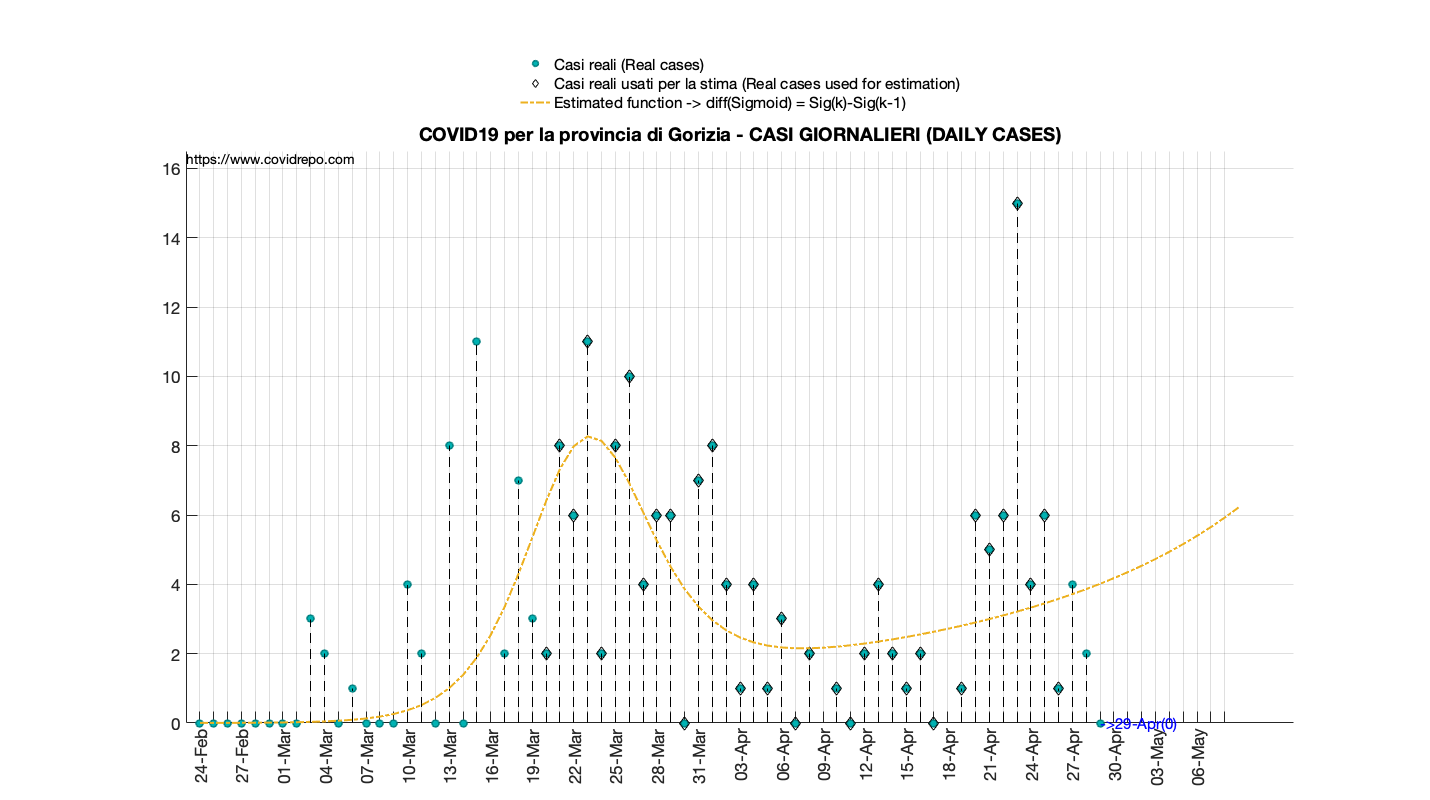 Casi reali (Real cases)
Casi reali usati per la stima (Real cases used for estimation)
Estimated function -> diff(Sigmoid) = Sig(k)-Sig(k-1)
COVID19 per la provincia di Gorizia - CASI GIORNALIERI (DAILY CASES)
https://www.covidrepo.com
16
14
12
10
8
6
4
2
0
->29-Apr(0)
24-Feb
27-Feb
01-Mar
04-Mar
07-Mar
10-Mar
13-Mar
16-Mar
19-Mar
22-Mar
25-Mar
28-Mar
31-Mar
03-Apr
06-Apr
09-Apr
12-Apr
15-Apr
18-Apr
21-Apr
24-Apr
27-Apr
30-Apr
03-May
06-May